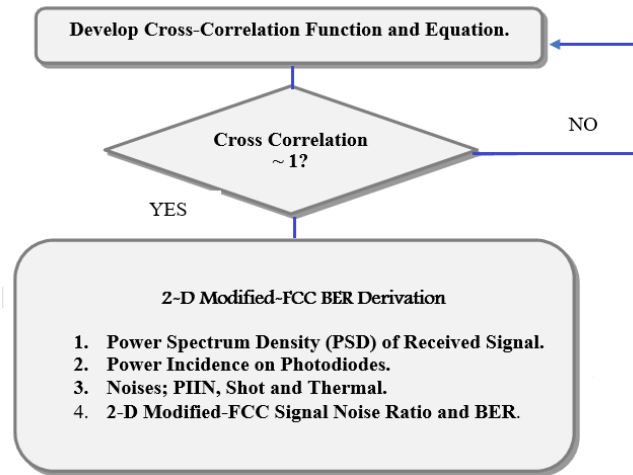 Develop Cross-Correlation Function and Equation.
Cross Correlation
~ 1?
NO
YES
2-D Modified-FCC BER Derivation
1. Power Spectrum Density (PSD) of Received Signal.
2. Power Incidence on Photodiodes.
3. Noises; PIIN, Shot and Thermal.
4. 2-D Modified-FCC Signal Noise Ratio and BER.